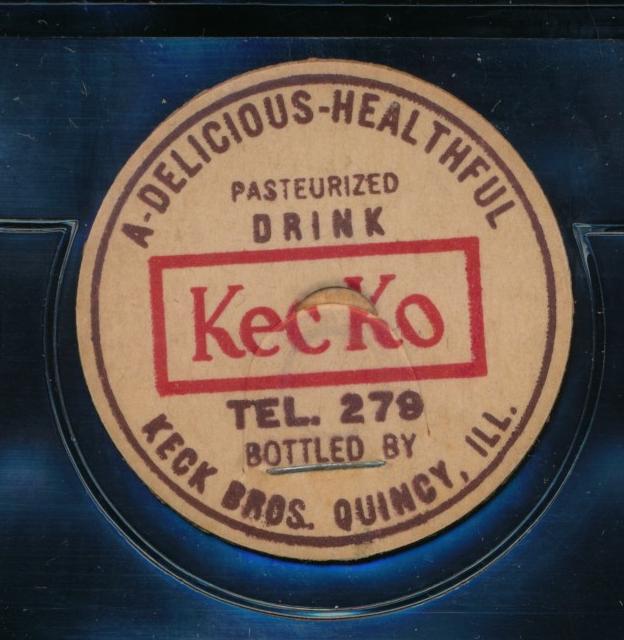 A-DELICIOUS-HEALTHFUL
PASTEURIZED
DRINK
KecKo
TEL. 279
BOTTLED BY
KECK BROS. QUINCY, ILL.